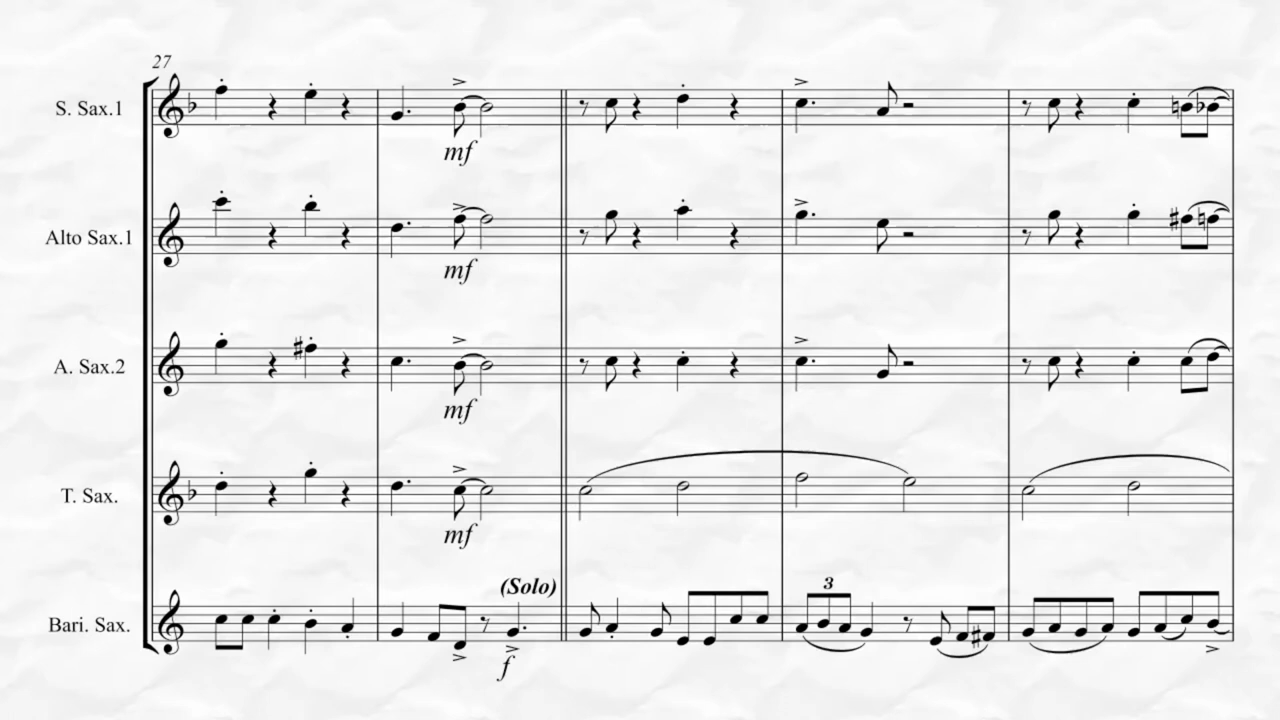 27
S. Sax.1
mf
Alto Sax.1
mf
A. Sax.2
mf
T. Sax.
mf
(Solo)
3
Bari. Sax.
f